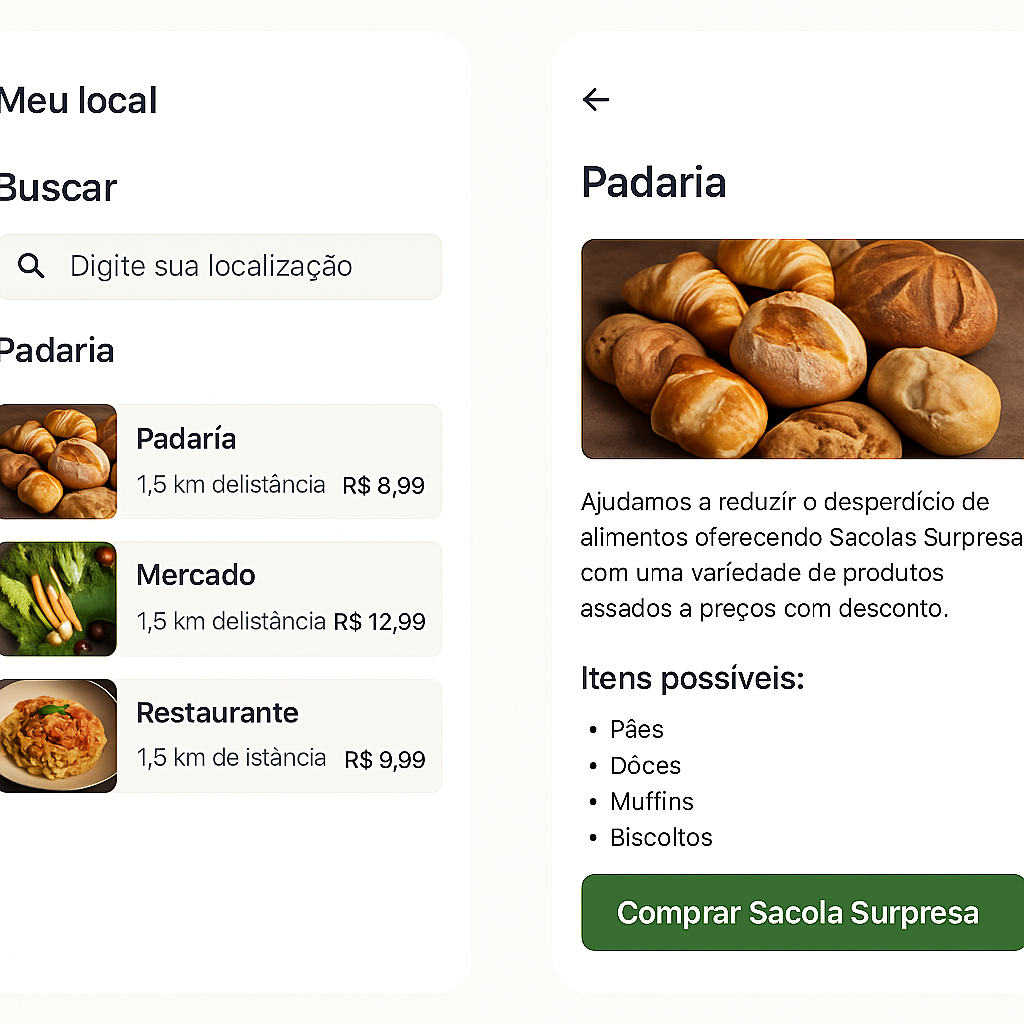 Meu local
Buscar
Digite sua localização
Padaria
Padaría
1,5 km delistância R$ 8,99
Mercado
1,5 km delistância R$ 12,99
Restaurante
1,5 km de istància R$ 9,99
Padaria
Ajudamos a reduzír o desperdício de
alimentos oferecendo Sacolas Surpresa
com uma varíedade de produtos
assados a preços com desconto.
Itens possíveis:
• Pâes
• Dôces
• Muffins
• Biscoltos
Comprar Sacola Surpresa